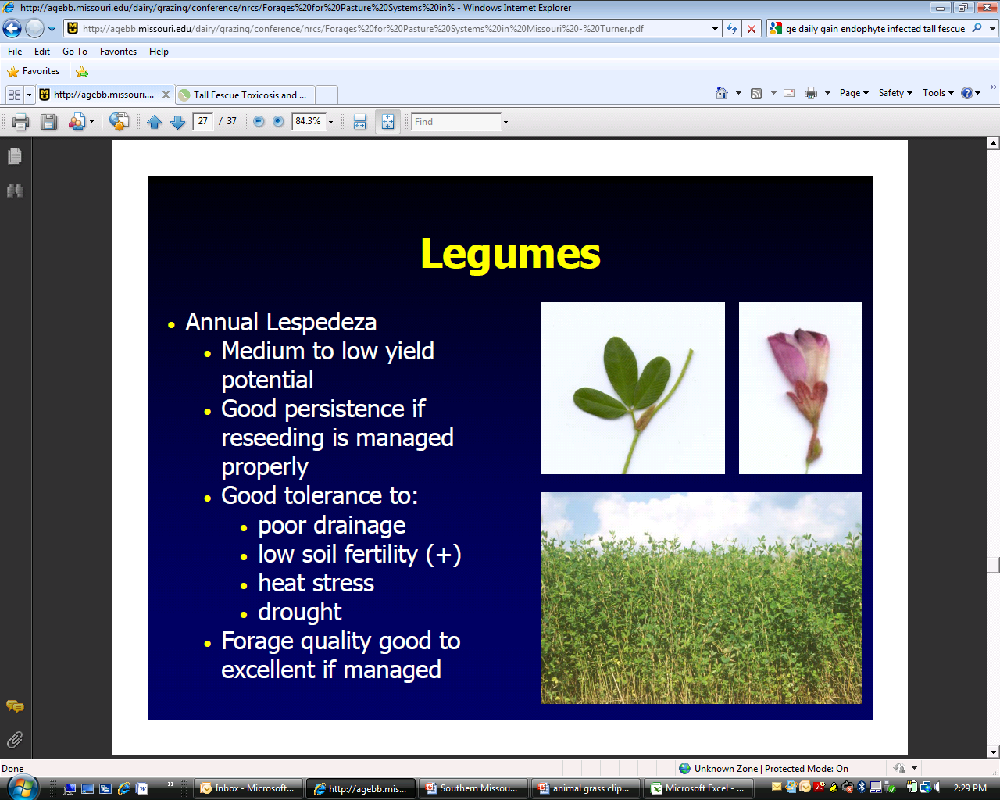 http://agebb.missouri.edu/dairy/grazing/conference/nrcs/Forages%20for%20Pasture%20Systems%20in% - Windows Internet Explorer
http://agebb.missouri.edu/dairy/grazing/conference/nrcs/Forages%20for%20Pasture%20Systems%20in%20Missouri%20-%20Turner.pdf
ge daily gain endophyte infected tall fescue
File Edit Go To Favorites Help
Favorites
http://agebb.missouri.... Tall Fescue Toxicosis and ...
Page Safety Tools
27 / 37 84.3% Find
Legumes
• Annual Lespedeza
• Medium to low yield
potential
• Good persistence if
reseeding is managed
properly
• Good tolerance to:
• poor drainage
• low soil fertility (+)
• heat stress
• drought
• Forage quality good to
excellent if managed
Done
Unknown Zone | Protected Mode: On
Inbox - Microsoft... http://agebb.mis... Southern Missou... animal grass clip... Microsoft Excel - ... 2:29 PM